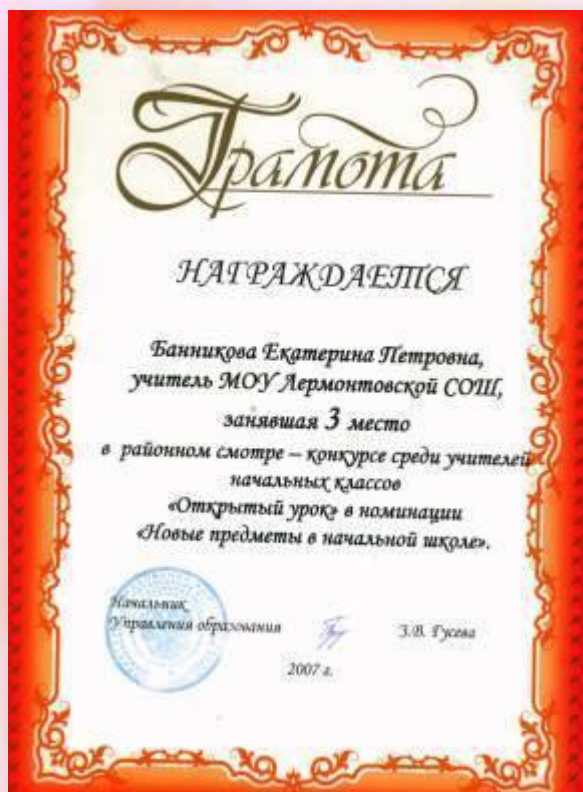 Грамота
НАГРАЖДАЕТСЯ
Банникова Екатерина Петровна,
учитель МОУ Лермонтовской СОШ,
занявшая 3 место
в районном смотре – конкурсе среди учителей
начальных классов
«Открытый урок» в номинации
«Новые предметы в начальной школе».
Начальник
Управления образования З.В. Гусева
2007 г.